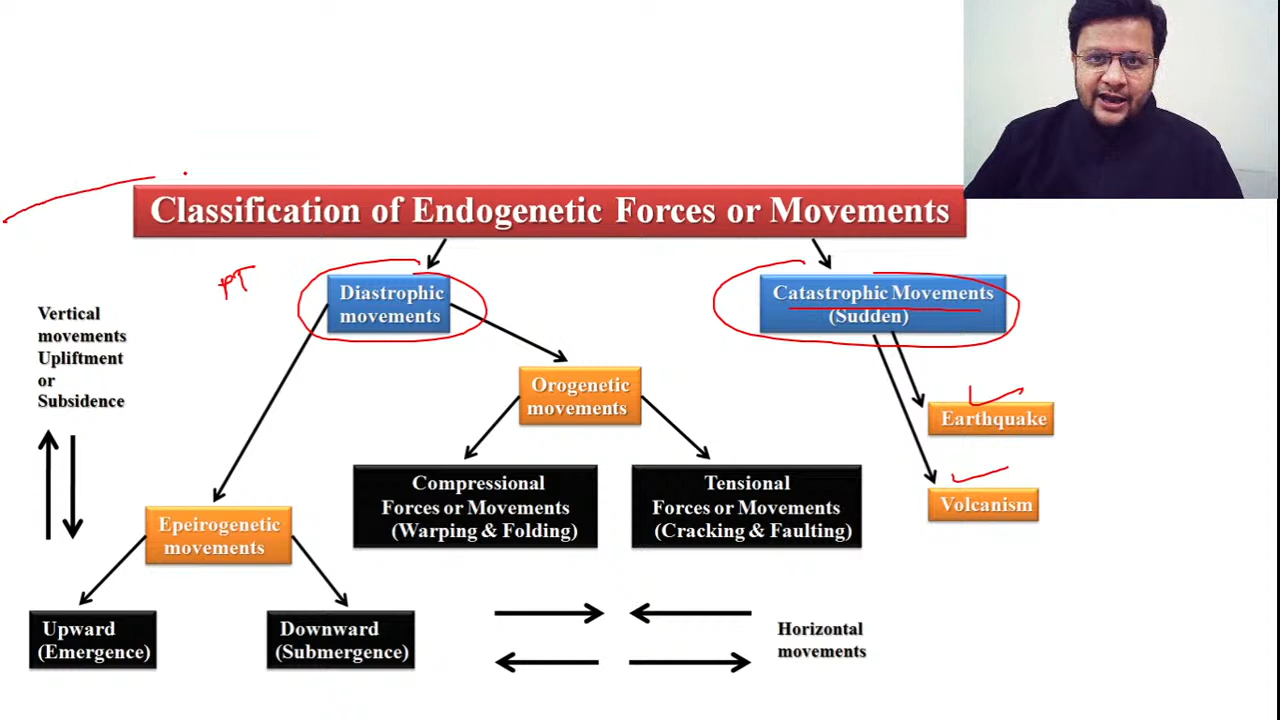 Classification of Endogenetic Forces or Movements
PT
Diastrophic
movements
Catastrophic Movements
(Sudden)
Vertical
movements
Upliftment
or
Subsidence
Orogenetic
movements
Earthquake
Compressional
Forces or Movements
(Warping & Folding)
Tensional
Forces or Movements
(Cracking & Faulting)
Volcanism
Epeirogenetic
movements
Upward
(Emergence)
Downward
(Submergence)
Horizontal
movements